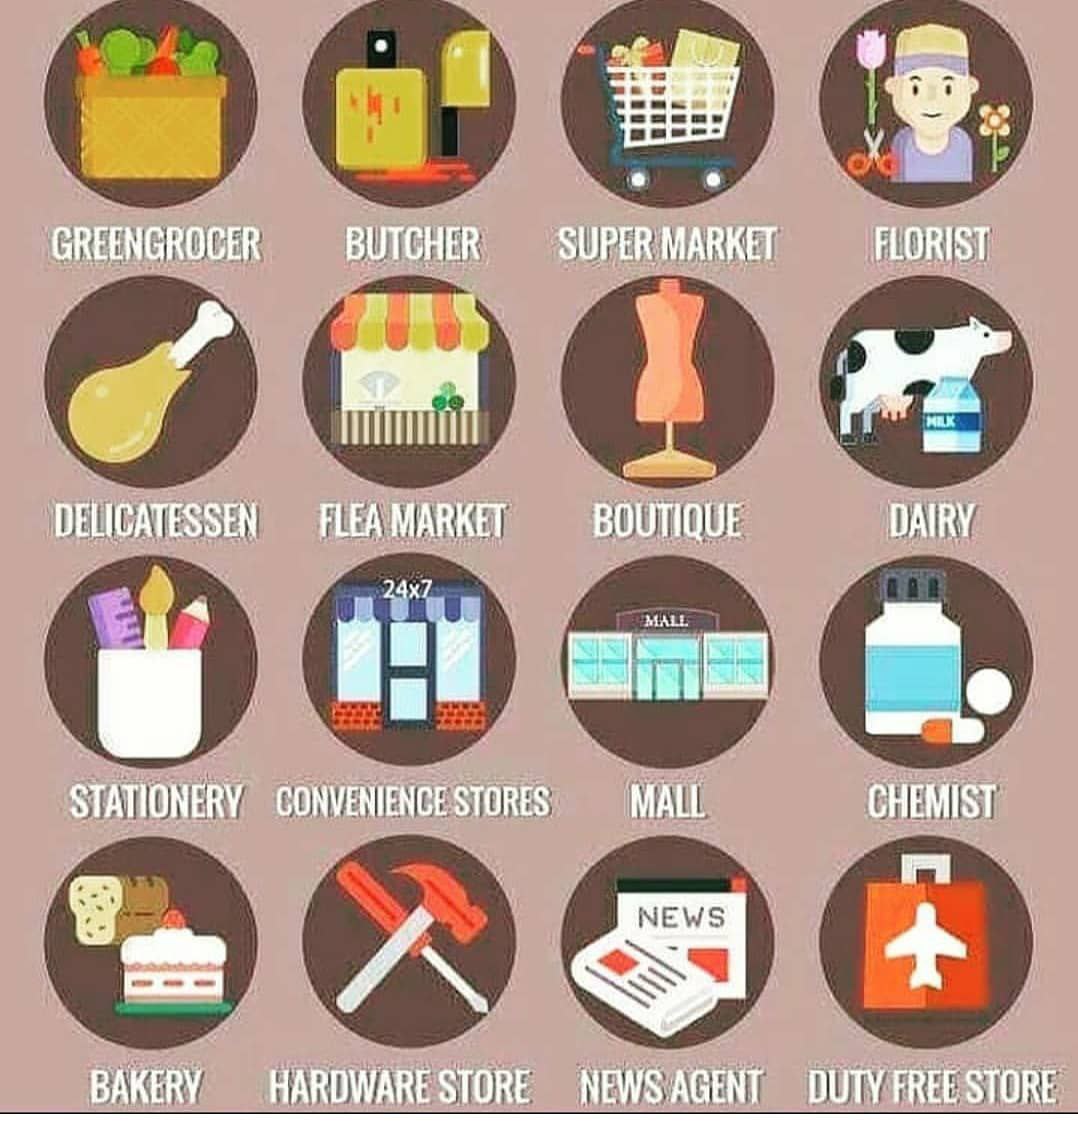 GREENGROCER BUTCHER SUPER MARKET FLORIST
MILK
DELICATESSEN FLEA MARKET BOUTIQUE DAIRY
24x7
MALL
STATIONERY CONVENIENCE STORES MALL CHEMIST
NEWS
BAKERY HARDWARE STORE NEWS AGENT DUTY FREE STORE